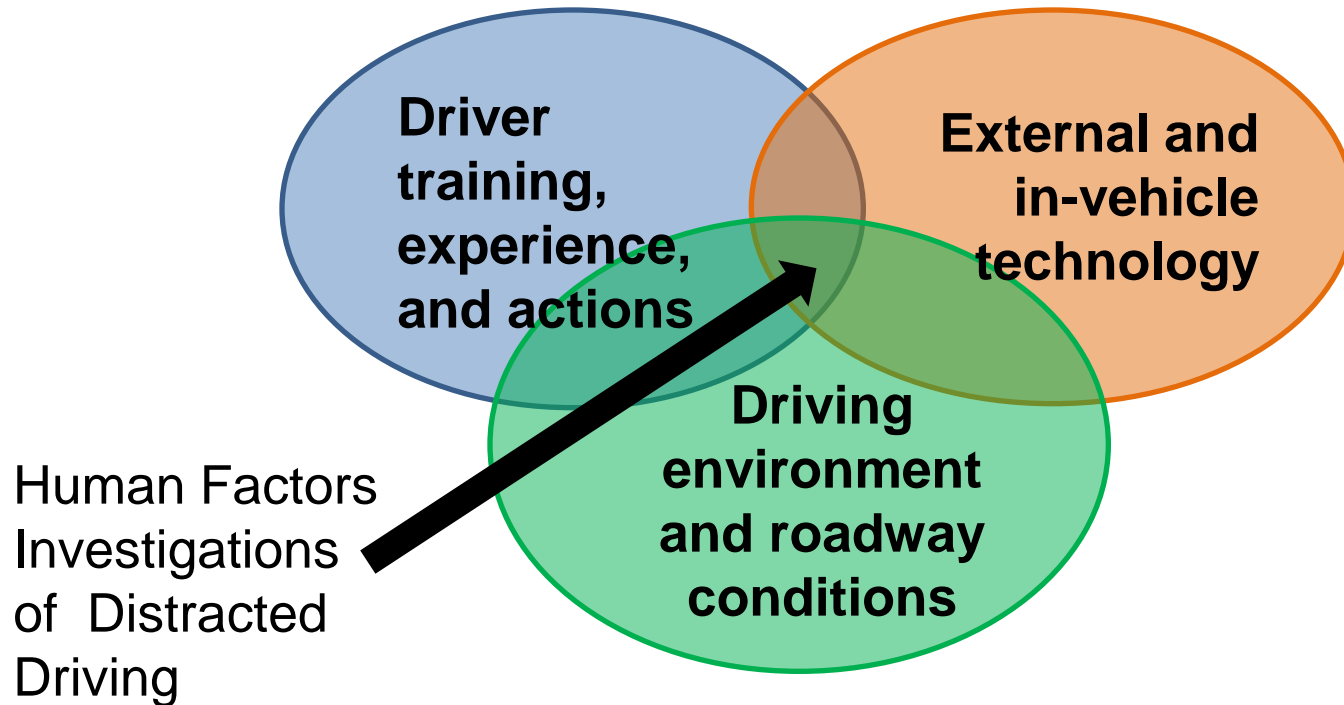 Driver
training,
experience,
and actions
External and
in-vehicle
technology
Driving
environment
and roadway
conditions
Human Factors
Investigations
of  Distracted
Driving